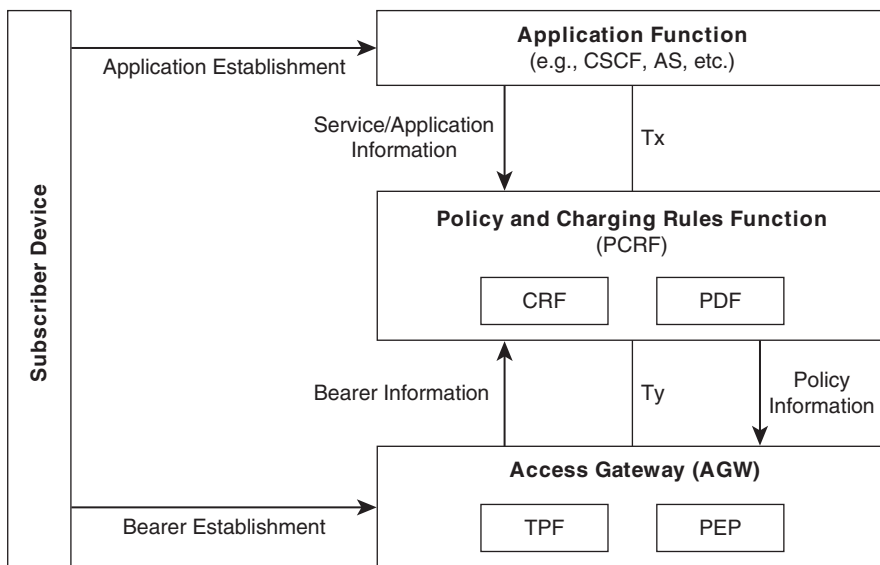 Subscriber Device
Application Function
(e.g., CSCF, AS, etc.)
Application Establishment
Service/Application
Information
Tx
Policy and Charging Rules Function
(PCRF)
CRF
PDF
Bearer Information
Ty
Policy
Information
Access Gateway (AGW)
TPF
PEP
Bearer Establishment